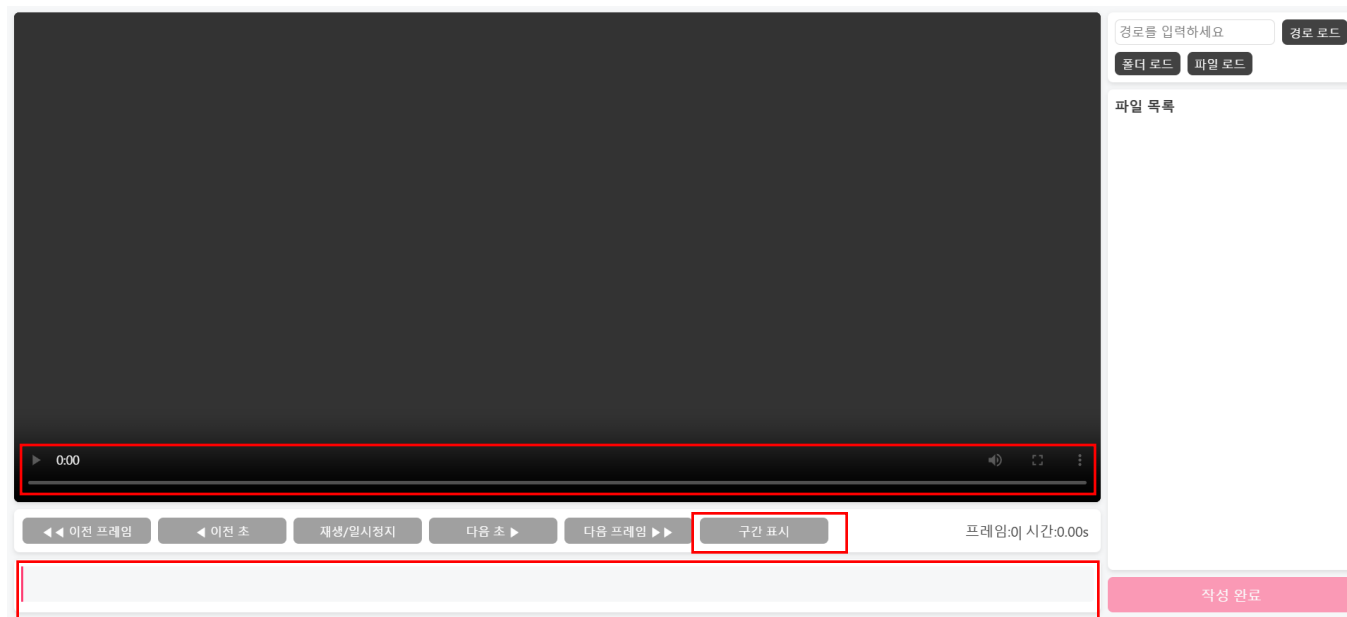 경로를 입력하세요 경로 로드
폴더 로드 파일 로드
파일 목록
0:00
◀◀ 이전 프레임 ◀ 이전 초 재생/일시정지 다음 초 ▶ 다음 프레임 ▶▶ 구간 표시 프레임:0| 시간:0.00s
작성 완료